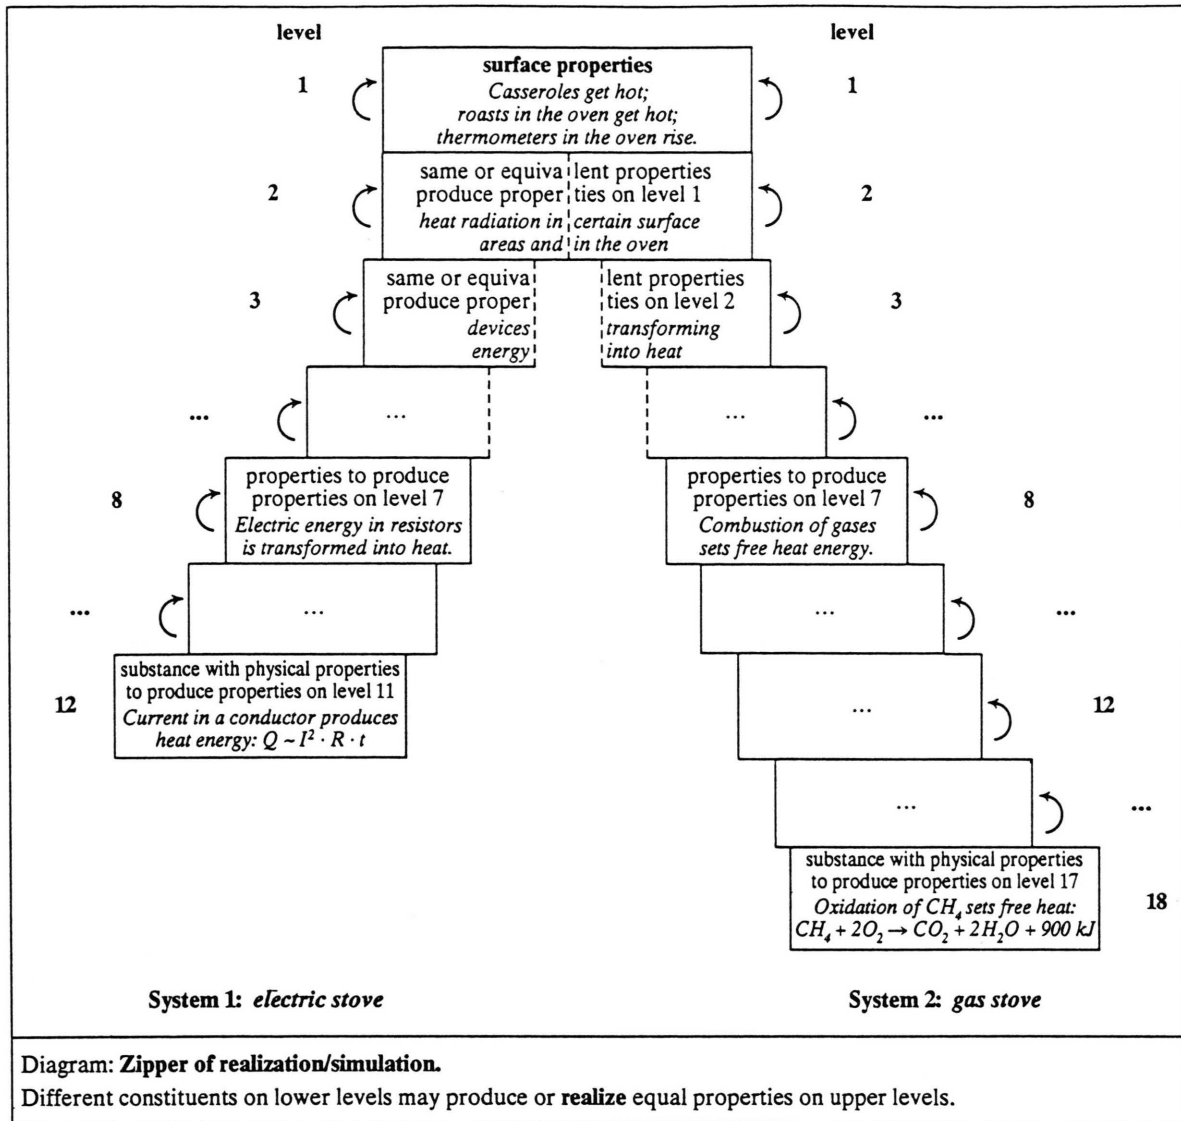 level level
1 surface properties 1
Casseroles get hot;
roasts in the oven get hot;
thermometers in the oven rise.
2 same or equiva lent properties 2
produce proper ties on level 1
heat radiation in certain surface
areas and in the oven
3 same or equiva lent properties 3
produce proper ties on level 2
devices transforming
energy into heat
... ... ... ...
8 properties to produce properties to produce 8
properties on level 7 properties on level 7
Electric energy in resistors Combustion of gases
is transformed into heat. sets free heat energy.
... ... ... ...
12 substance with physical properties ... 12
to produce properties on level 11
Current in a conductor produces
heat energy: Q ~ I² · R · t
... ...
substance with physical properties 18
to produce properties on level 17
Oxidation of CH₄ sets free heat:
CH₄ + 2O₂ → CO₂ + 2H₂O + 900 kJ
System 1: electric stove System 2: gas stove
Diagram: Zipper of realization/simulation.
Different constituents on lower levels may produce or realize equal properties on upper levels.